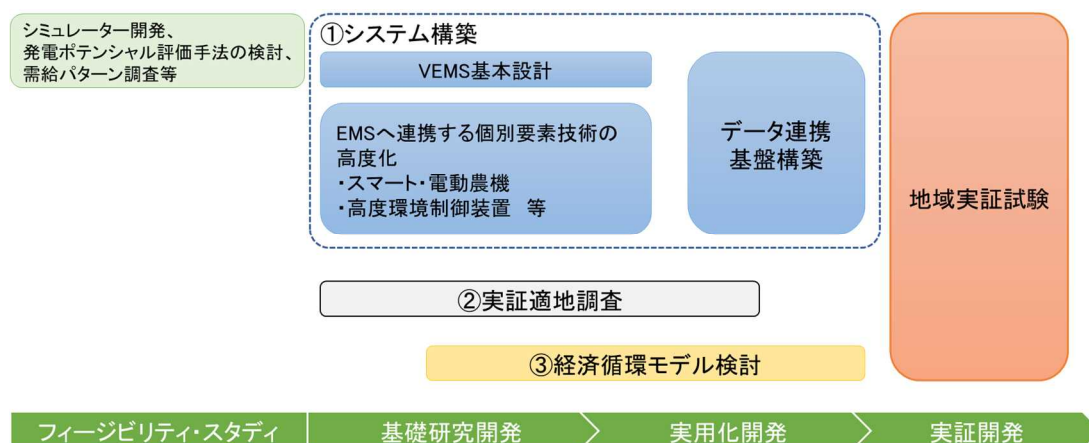 シミュレーター開発、
発電ポテンシャル評価手法の検討、
需給パターン調査等
①システム構築
VEMS基本設計
EMSへ連携する個別要素技術の
高度化
・スマート・電動農機
・高度環境制御装置　等
データ連携
基盤構築
地域実証試験
②実証適地調査
③経済循環モデル検討
フィージビリティ・スタディ
基礎研究開発
実用化開発
実証開発